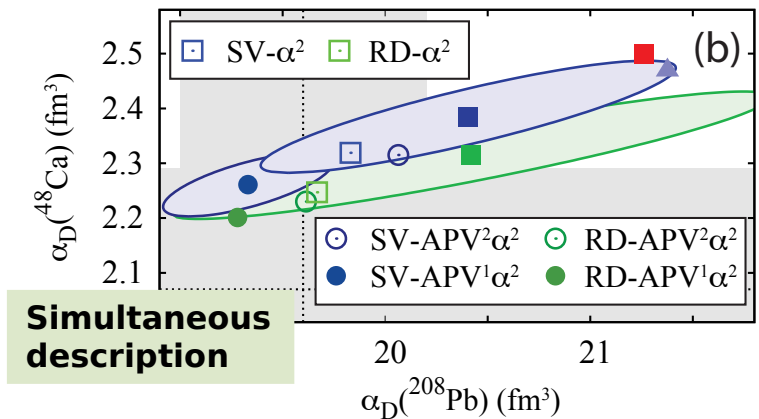 (b)
SV-α² RD-α²
2.5
2.4
2.3
2.2
2.1
α_D(⁴⁸Ca) (fm³)
SV-APV²α² RD-APV²α²
SV-APV¹α² RD-APV¹α²
Simultaneous
description
20 21
α_D(²⁰⁸Pb) (fm³)